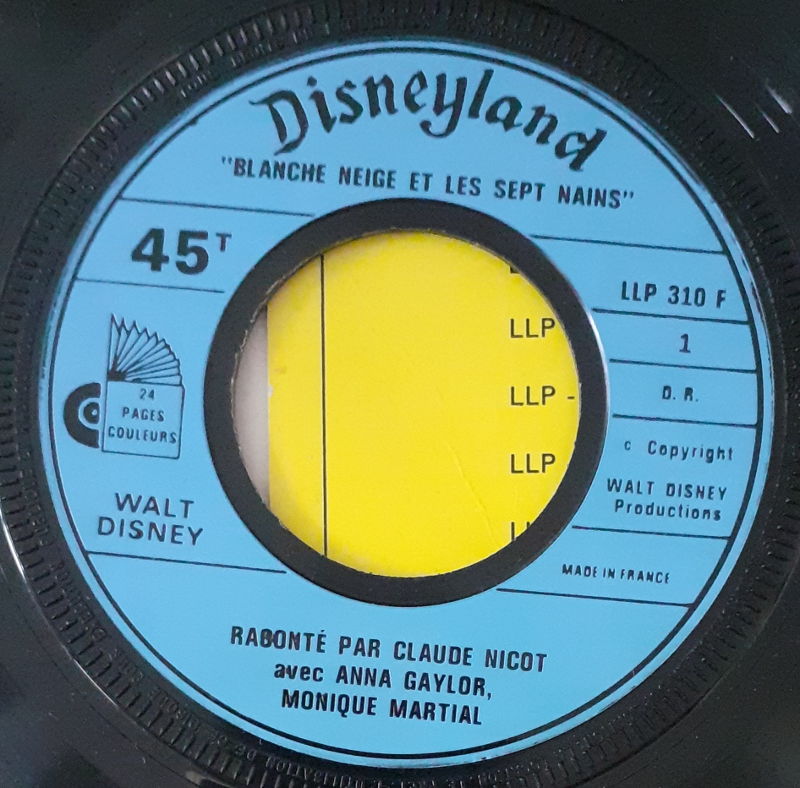 Disneyland
"BLANCHE NEIGE ET LES SEPT NAINS"
45T
LLP 310 F
1
D. R.
c Copyright
WALT DISNEY
Productions
MADE IN FRANCE
24
PAGES
COULEURS
WALT
DISNEY
LLP
LLP -
LLP
RACONTÉ PAR CLAUDE NICOT
avec ANNA GAYLOR,
MONIQUE MARTIAL